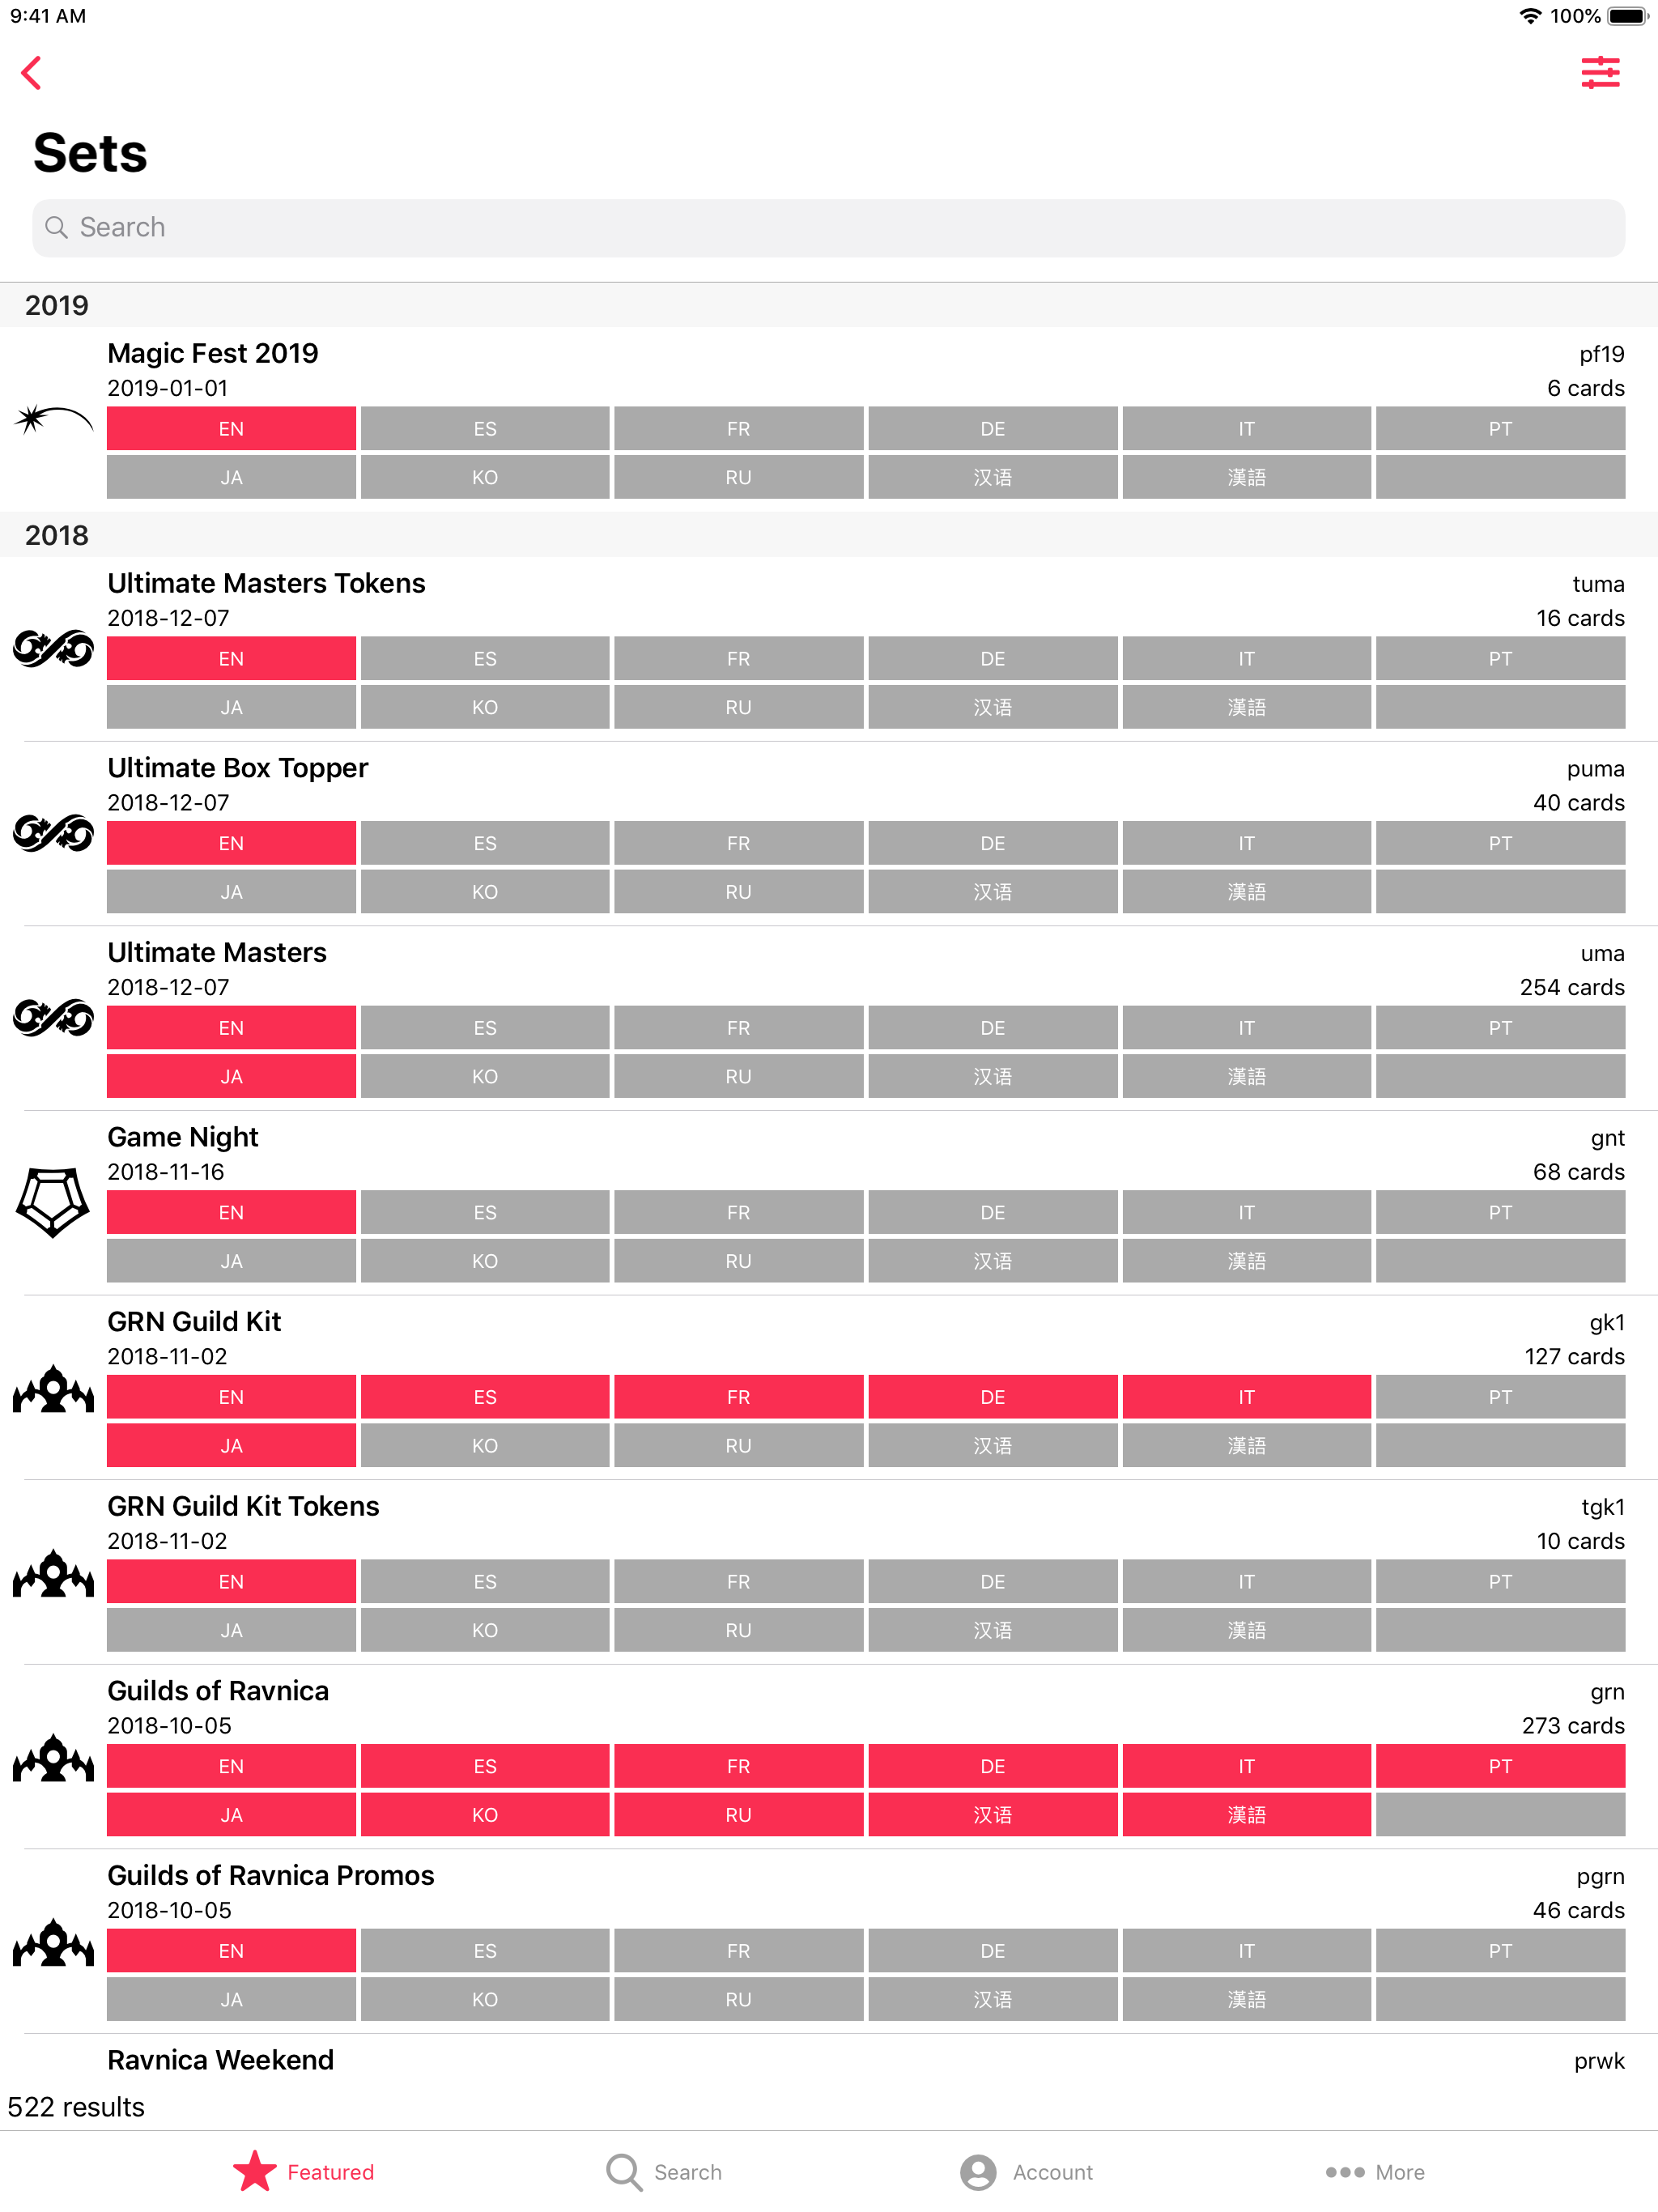 9:41 AM 100%
Sets
Search
2019
Magic Fest 2019 pf19
2019-01-01 6 cards
EN ES FR DE IT PT
JA KO RU 汉语 漢語
2018
Ultimate Masters Tokens tuma
2018-12-07 16 cards
EN ES FR DE IT PT
JA KO RU 汉语 漢語
Ultimate Box Topper puma
2018-12-07 40 cards
EN ES FR DE IT PT
JA KO RU 汉语 漢語
Ultimate Masters uma
2018-12-07 254 cards
EN ES FR DE IT PT
JA KO RU 汉语 漢語
Game Night gnt
2018-11-16 68 cards
EN ES FR DE IT PT
JA KO RU 汉语 漢語
GRN Guild Kit gk1
2018-11-02 127 cards
EN ES FR DE IT PT
JA KO RU 汉语 漢語
GRN Guild Kit Tokens tgk1
2018-11-02 10 cards
EN ES FR DE IT PT
JA KO RU 汉语 漢語
Guilds of Ravnica grn
2018-10-05 273 cards
EN ES FR DE IT PT
JA KO RU 汉语 漢語
Guilds of Ravnica Promos pgrn
2018-10-05 46 cards
EN ES FR DE IT PT
JA KO RU 汉语 漢語
Ravnica Weekend prwk
522 results
Featured Search Account More